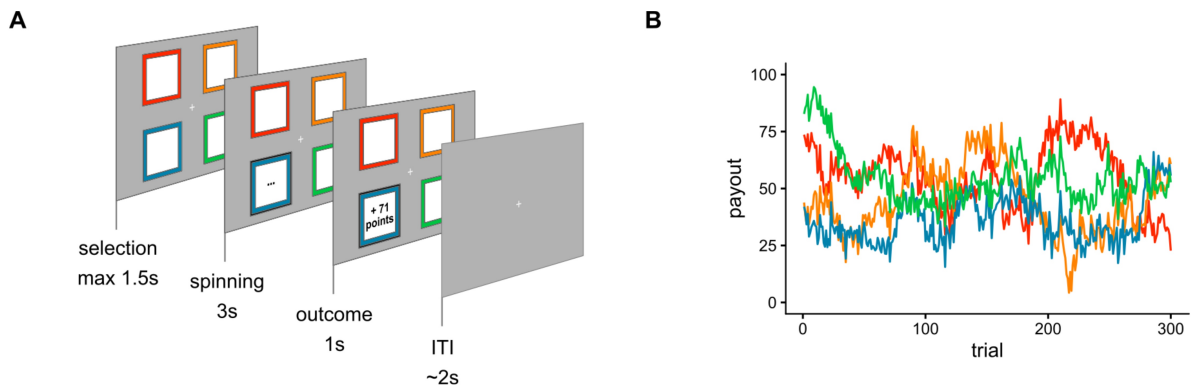 A
...
+ 71
points
selection
max 1.5s
spinning
3s
outcome
1s
ITI
~2s
B
100
75
50
25
0
payout
0 100 200 300
trial